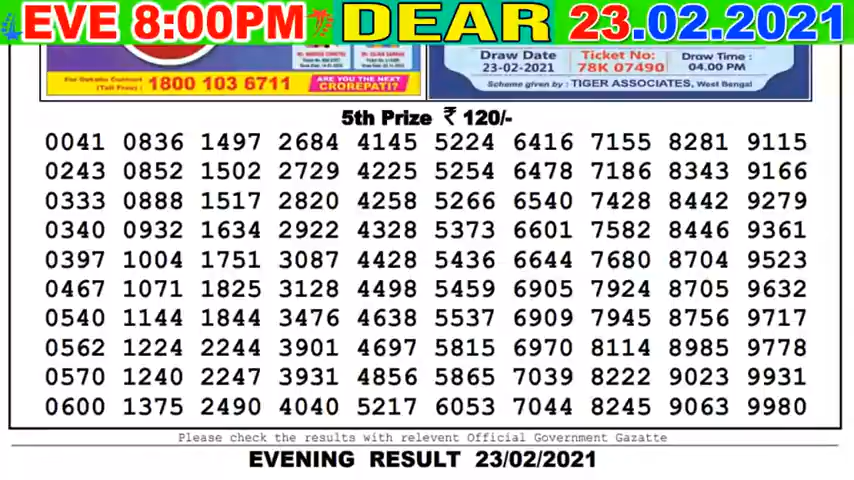 EVE 8:00PM DEAR 23.02.2021
For Dekaho Contact
(Toll Free) : 1800 103 6711
ARE YOU THE NEXT
CROREPATI?
Draw Date
23-02-2021
Ticket No:
78K 07490
Draw Time :
04.00 PM
Scheme given by : TIGER ASSOCIATES, West Bengal
5th Prize ₹ 120/-
0041 0836 1497 2684 4145 5224 6416 7155 8281 9115
0243 0852 1502 2729 4225 5254 6478 7186 8343 9166
0333 0888 1517 2820 4258 5266 6540 7428 8442 9279
0340 0932 1634 2922 4328 5373 6601 7582 8446 9361
0397 1004 1751 3087 4428 5436 6644 7680 8704 9523
0467 1071 1825 3128 4498 5459 6905 7924 8705 9632
0540 1144 1844 3476 4638 5537 6909 7945 8756 9717
0562 1224 2244 3901 4697 5815 6970 8114 8985 9778
0570 1240 2247 3931 4856 5865 7039 8222 9023 9931
0600 1375 2490 4040 5217 6053 7044 8245 9063 9980
Please check the results with relevent Official Government Gazatte
EVENING RESULT 23/02/2021